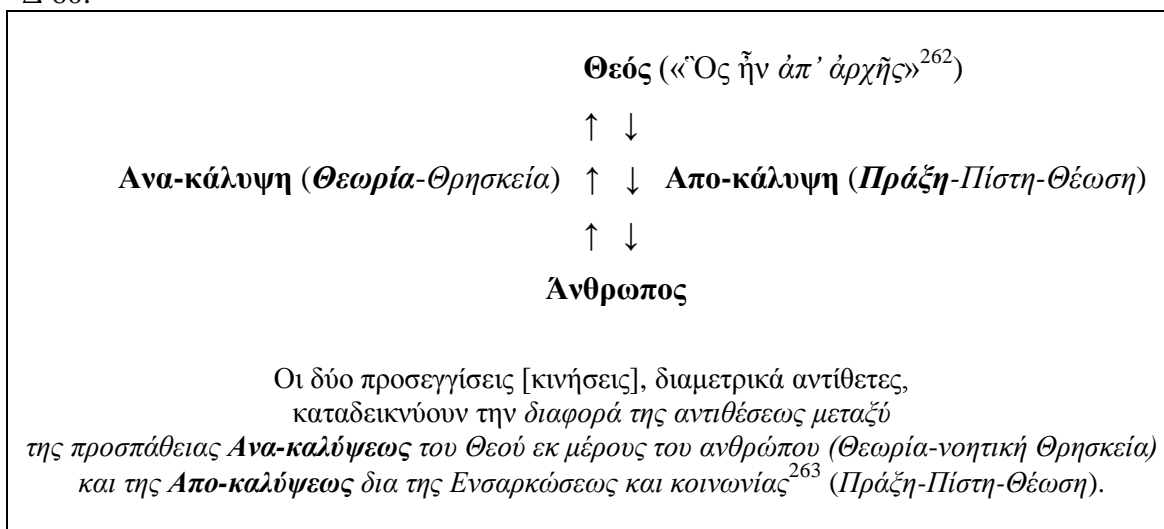 Θεός («Ὃς ἦν ἀπ’ ἀρχῆς»262)
↑ ↓
Ανα-κάλυψη (Θεωρία-Θρησκεία) ↑ ↓ Απο-κάλυψη (Πράξη-Πίστη-Θέωση)
↑ ↓
Άνθρωπος
Οι δύο προσεγγίσεις [κινήσεις], διαμετρικά αντίθετες,
καταδεικνύουν την διαφορά της αντιθέσεως μεταξύ
της προσπάθειας Ανα-καλύψεως του Θεού εκ μέρους του ανθρώπου (Θεωρία-νοητική Θρησκεία)
και της Απο-καλύψεως δια της Ενσαρκώσεως και κοινωνίας263 (Πράξη-Πίστη-Θέωση).